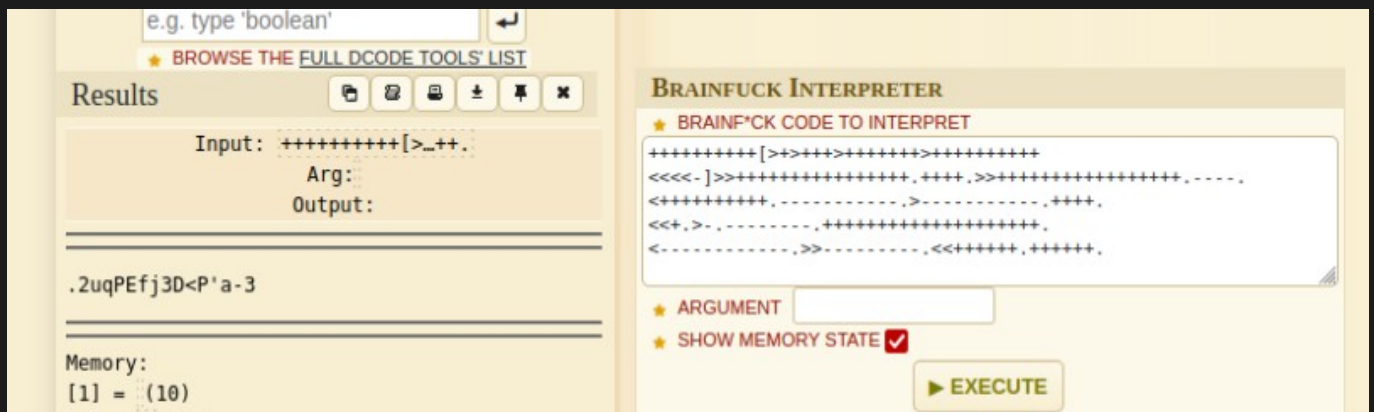 e.g. type 'boolean'
BROWSE THE FULL DCODE TOOLS' LIST
Results
Input: ++++++++++[>…++.
Arg:
Output:
.2uqPEfj3D<P'a-3
Memory:
[1] = (10)
BRAINFUCK INTERPRETER
BRAINF*CK CODE TO INTERPRET
++++++++++[>+>+++>+++++++>++++++++++
<<<<-]>>++++++++++++++++.++++.>>+++++++++++++++++.----.
<++++++++++.-----------.>-----------.++++.
<<+.>-.--------.++++++++++++++++++++.
<------------.>>---------.<<++++++.++++++.
ARGUMENT
SHOW MEMORY STATE
▶ EXECUTE